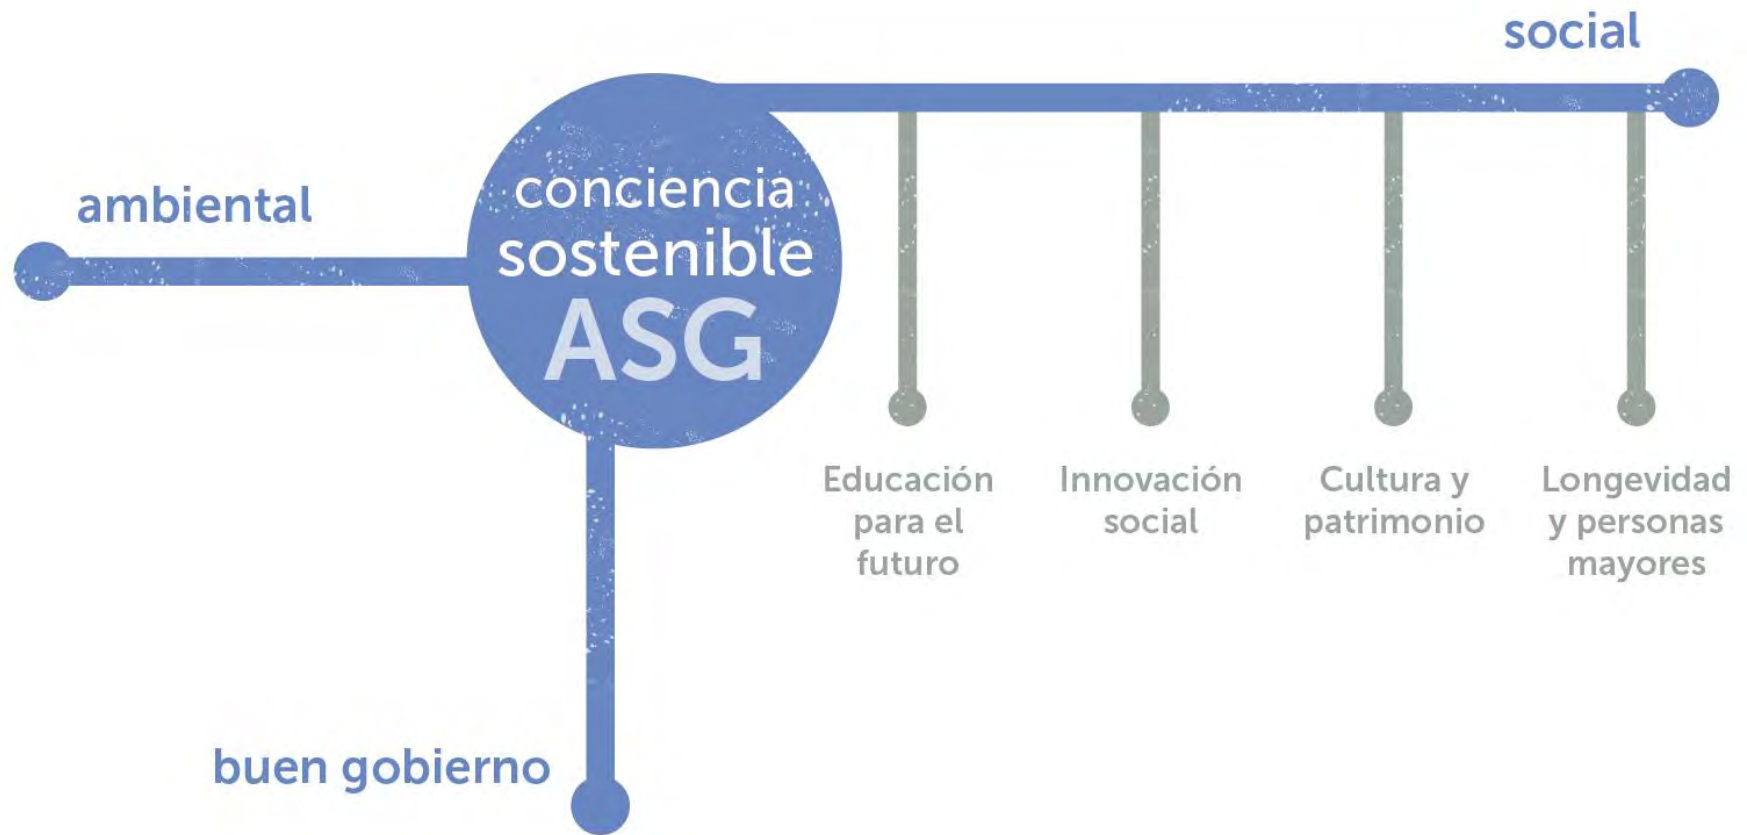 social
ambiental
conciencia
sostenible
ASG
Educación
para el
futuro
Innovación
social
Cultura y
patrimonio
Longevidad
y personas
mayores
buen gobierno